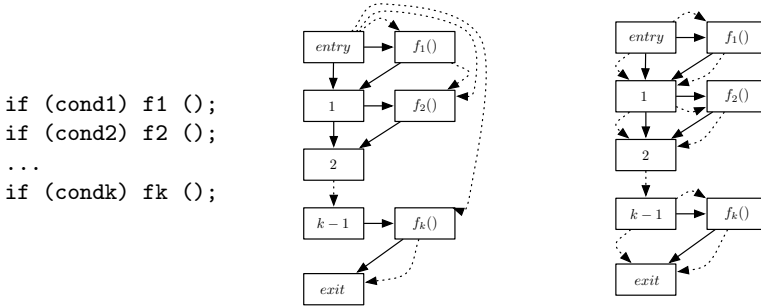 if (cond1) f1 ();
if (cond2) f2 ();
...
if (condk) fk ();
entry
f₁()
1
f₂()
2
k − 1
fₖ()
exit
entry
f₁()
1
f₂()
2
k − 1
fₖ()
exit